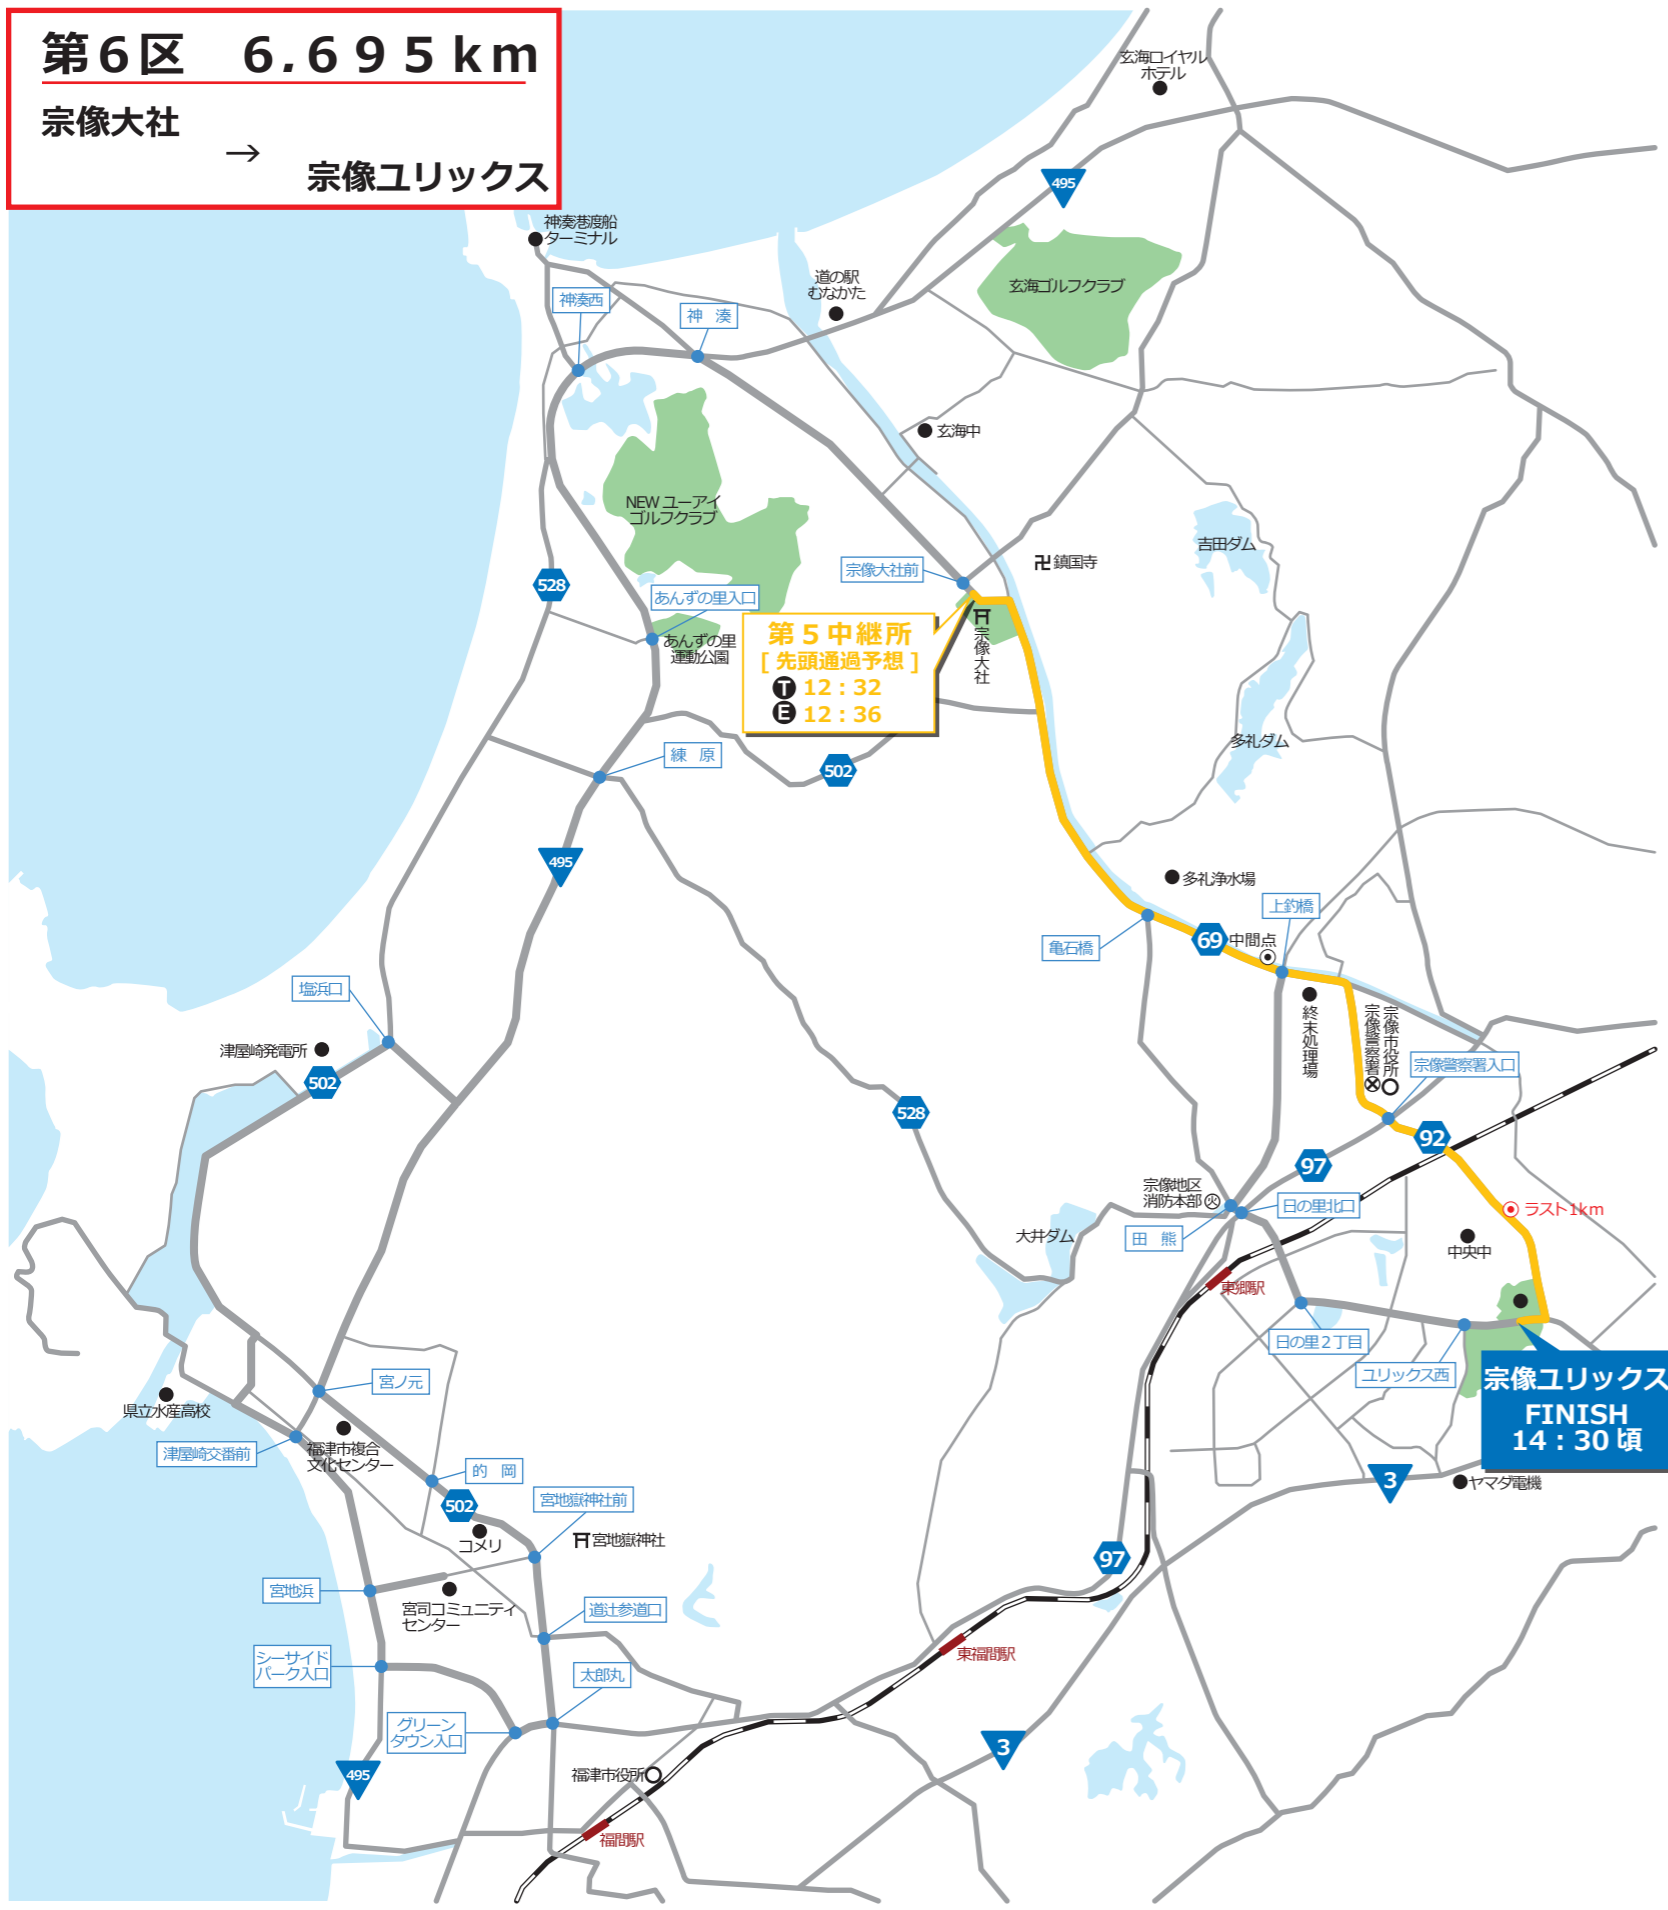 第6区 6.695km
宗像大社
→
宗像ユリックス
玄海ロイヤル
ホテル
495
神湊港渡船
ターミナル
神湊西
神 湊
道の駅
むなかた
玄海ゴルフクラブ
玄海中
NEW ユーアイ
ゴルフクラブ
吉田ダム
宗像大社前
卍 鎮国寺
528
あんずの里入口
あんずの里
運動公園
第5中継所
[ 先頭通過予想 ]
T 12:32
E 12:36
宗像大社
練 原
502
多礼ダム
495
多礼浄水場
上釣橋
亀石橋
69
中間点
塩浜口
終末処理場
宗像警察署
宗像市役所
津屋崎発電所
502
宗像警察署入口
528
92
97
宗像地区
消防本部
火
日の里北口
ラスト1km
大井ダム
田 熊
中央中
東郷駅
日の里2丁目
ユリックス西
宮ノ元
県立水産高校
宗像ユリックス
FINISH
14:30頃
津屋崎交番前
福津市複合
文化センター
的 岡
3
ヤマダ電機
502
宮地嶽神社前
コメリ
宮地嶽神社
97
宮地浜
宮司コミュニティ
センター
道辻参道口
シーサイド
パーク入口
太郎丸
東福間駅
グリーン
タウン入口
3
495
福津市役所
福間駅